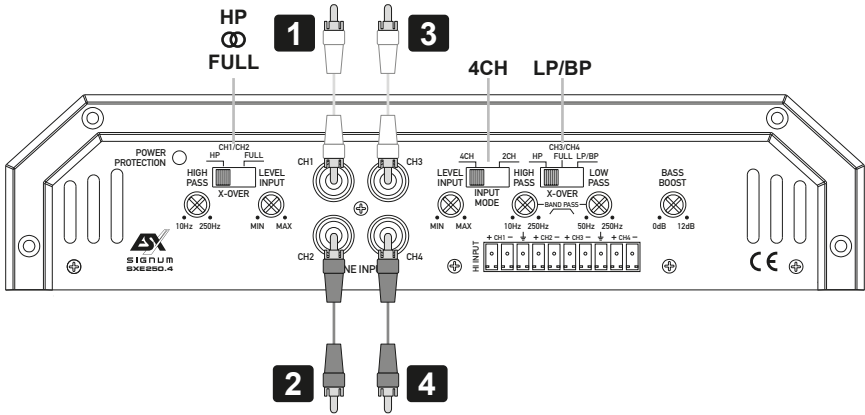 HP
FULL
1
3
4CH
LP/BP
POWER
PROTECTION
CH1/CH2
HP
FULL
X-OVER
HIGH
PASS
10Hz 250Hz
LEVEL
INPUT
MIN MAX
CH1
CH3
CH2
CH4
NE INPU
LEVEL
INPUT
MIN MAX
4CH
2CH
INPUT
MODE
HIGH
PASS
10Hz 250Hz
CH3/CH4
HP FULL LP/BP
X-OVER
BAND PASS
LOW
PASS
50Hz 250Hz
BASS
BOOST
0dB 12dB
HI INPUT
+ CH1 − + CH2 − + CH3 − + CH4 −
ESX
SIGNUM
SXE250.4
CE
2
4